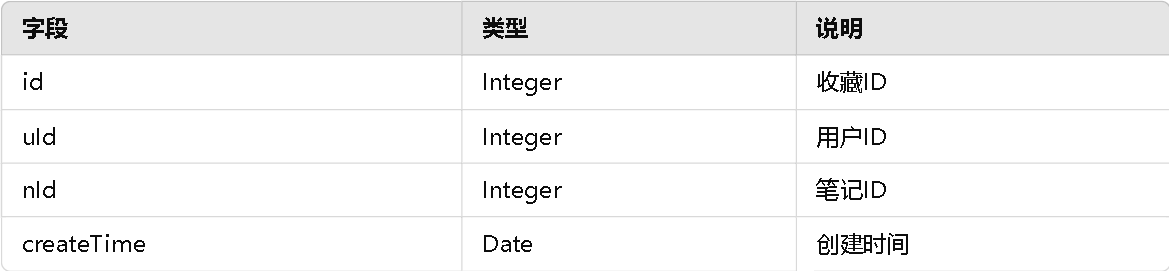 字段 类型 说明
id Integer 收藏ID
uId Integer 用户ID
nId Integer 笔记ID
createTime Date 创建时间